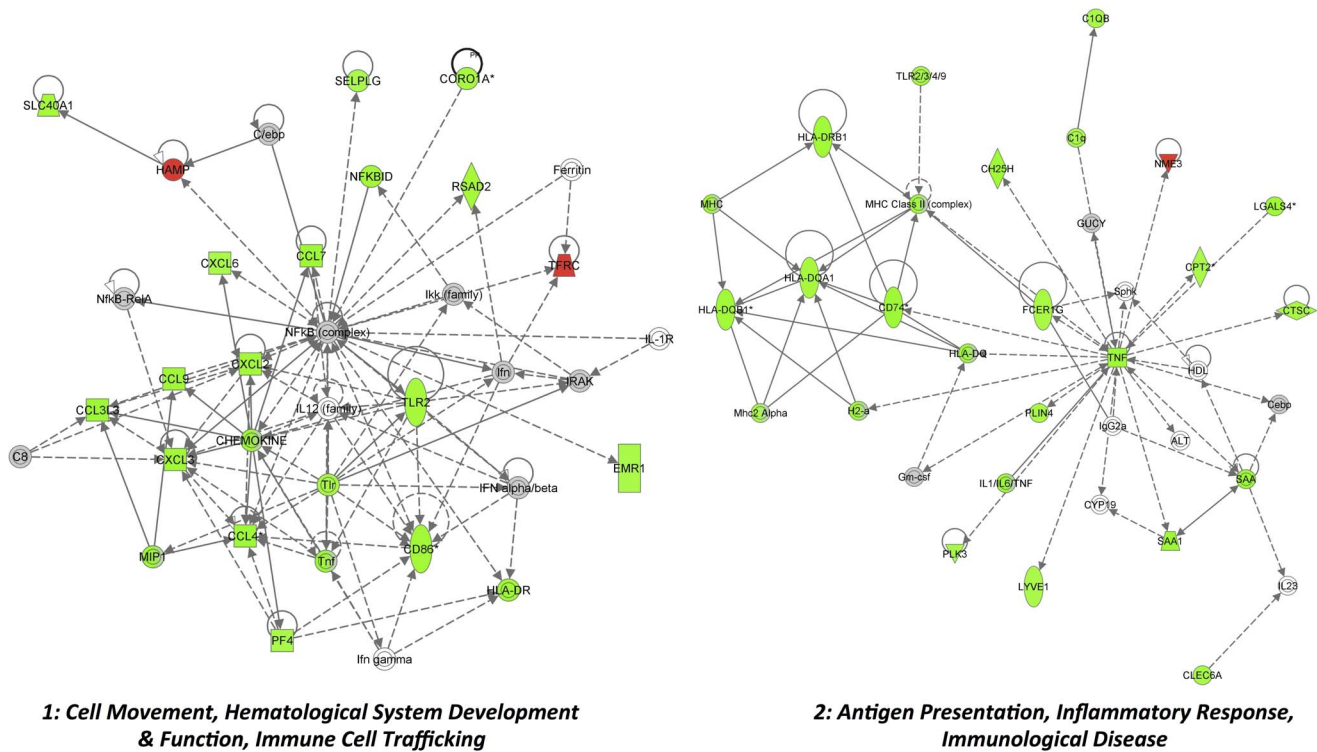 C1QB
SELPLG
CORO1A*
TLR2/3/4/9
SLC40A1
C/ebp
HLA-DRB1
C1q
HAMP
NFKBID
RSAD2
Ferritin
CH25H
NME3
MHC
MHC Class II (complex)
GUCY
LGALS4*
CXCL6
CCL7
TFRC
HLA-DQA1
CPT2*
NfkB-RelA
Ikk (family)
HLA-DQB1*
CD74*
FCER1G
Sphk
CTSC
NFkB (complex)
IL-1R
HLA-DQ
TNF
HDL
CXCL2
CCL9
Ifn
IRAK
CCL3L3
IL12 (family)
TLR2
Mhc2 Alpha
H2-a
PLIN4
IgG2a
Cebp
CHEMOKINE
ALT
C8
CXCL3
EMR1
Tlr
IFN alpha/beta
Gm-csf
IL1/IL6/TNF
CYP19
SAA
CCL4*
CD86*
MIP1
Tnf
PLK3
SAA1
HLA-DR
LYVE1
IL23
PF4
Ifn gamma
CLEC6A
1: Cell Movement, Hematological System Development
& Function, Immune Cell Trafficking
2: Antigen Presentation, Inflammatory Response,
Immunological Disease